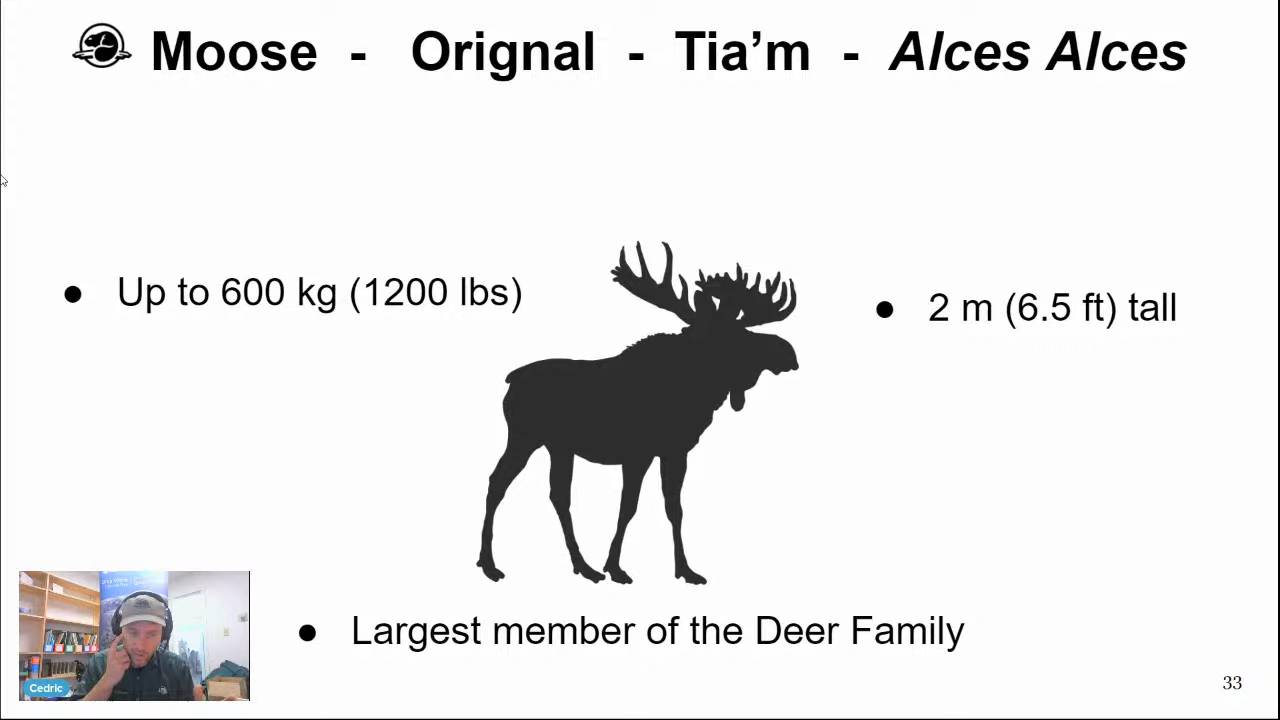 Moose - Orignal - Tia’m - Alces Alces
● Up to 600 kg (1200 lbs)
● 2 m (6.5 ft) tall
● Largest member of the Deer Family
Cedric
33